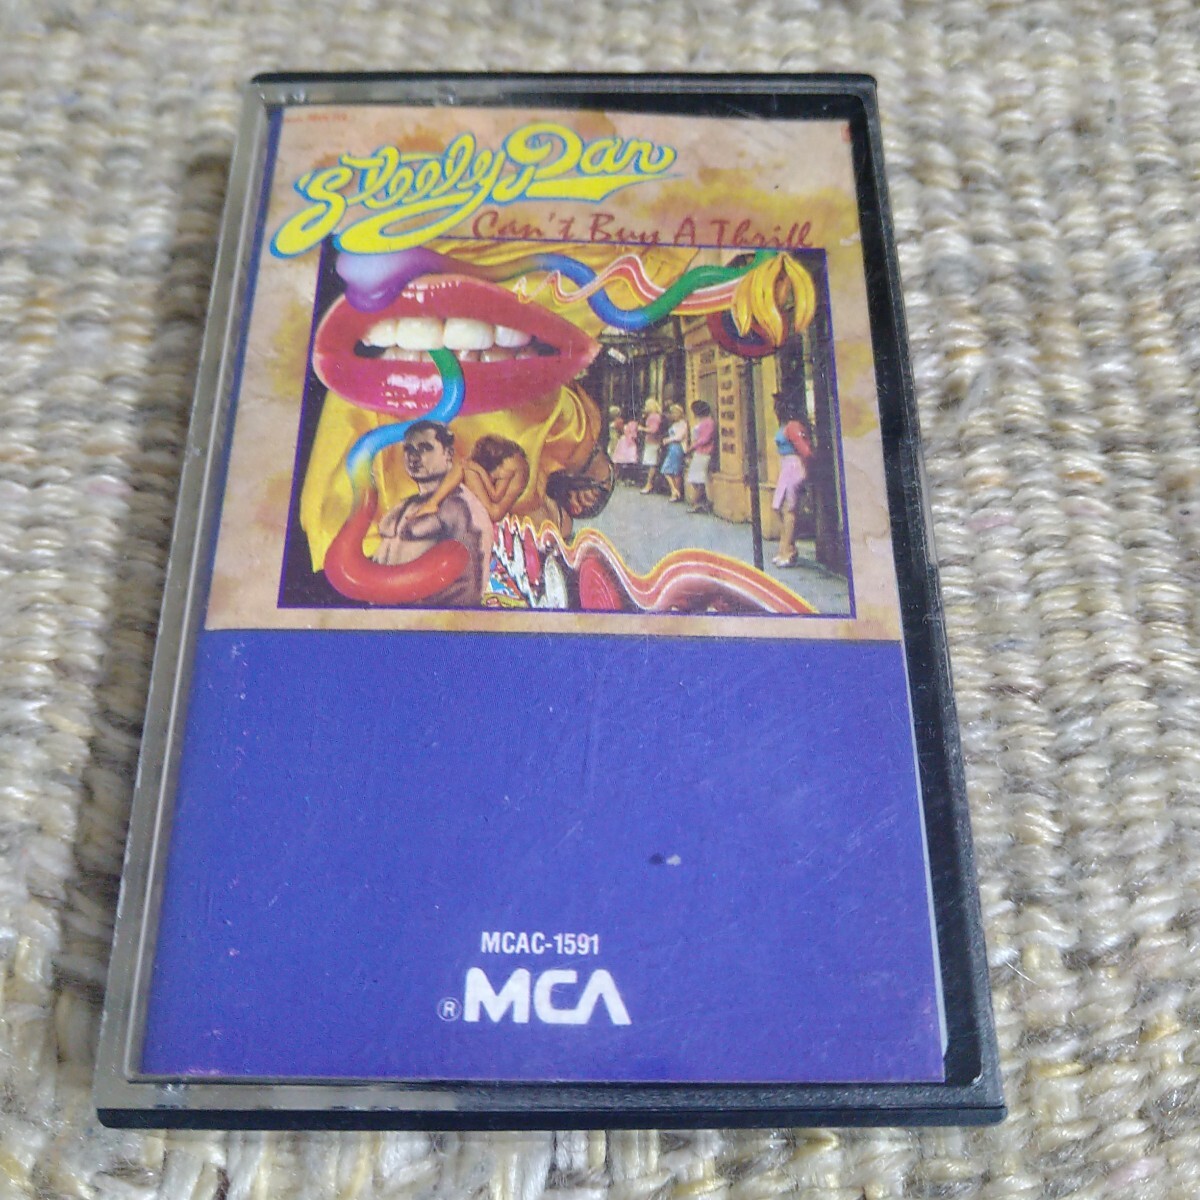 Steely Dan
Can't Buy A Thrill
MCAC-1591
® MCA